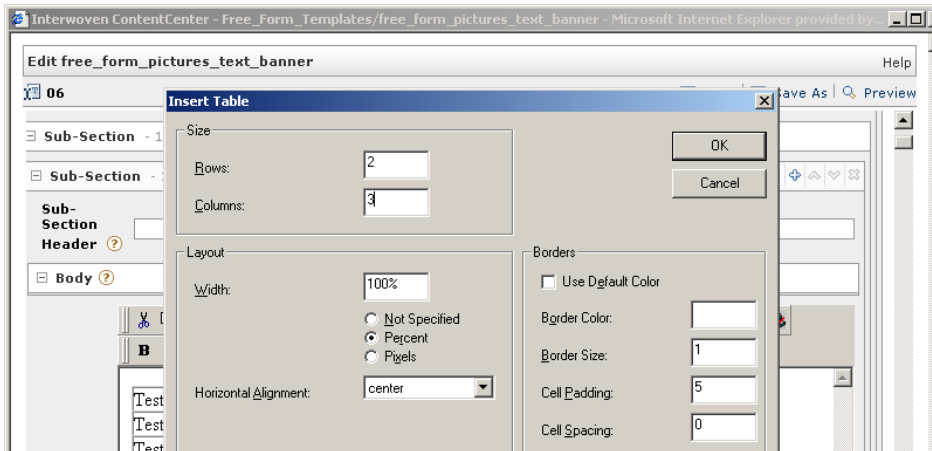 Interwoven ContentCenter - Free_Form_Templates/free_form_pictures_text_banner - Microsoft Internet Explorer provided by...
Edit free_form_pictures_text_banner
Help
06
ave As | Preview
Insert Table
Sub-Section - 1
Size
Rows: 2
Columns: 3
OK
Cancel
Sub-Section -
Sub-
Section
Header ?
Body ?
Layout
Width: 100%
Not Specified
Percent
Pixels
Horizontal Alignment: center
Borders
Use Default Color
Border Color:
Border Size: 1
Cell Padding: 5
Cell Spacing: 0
B
Test
Test
Test